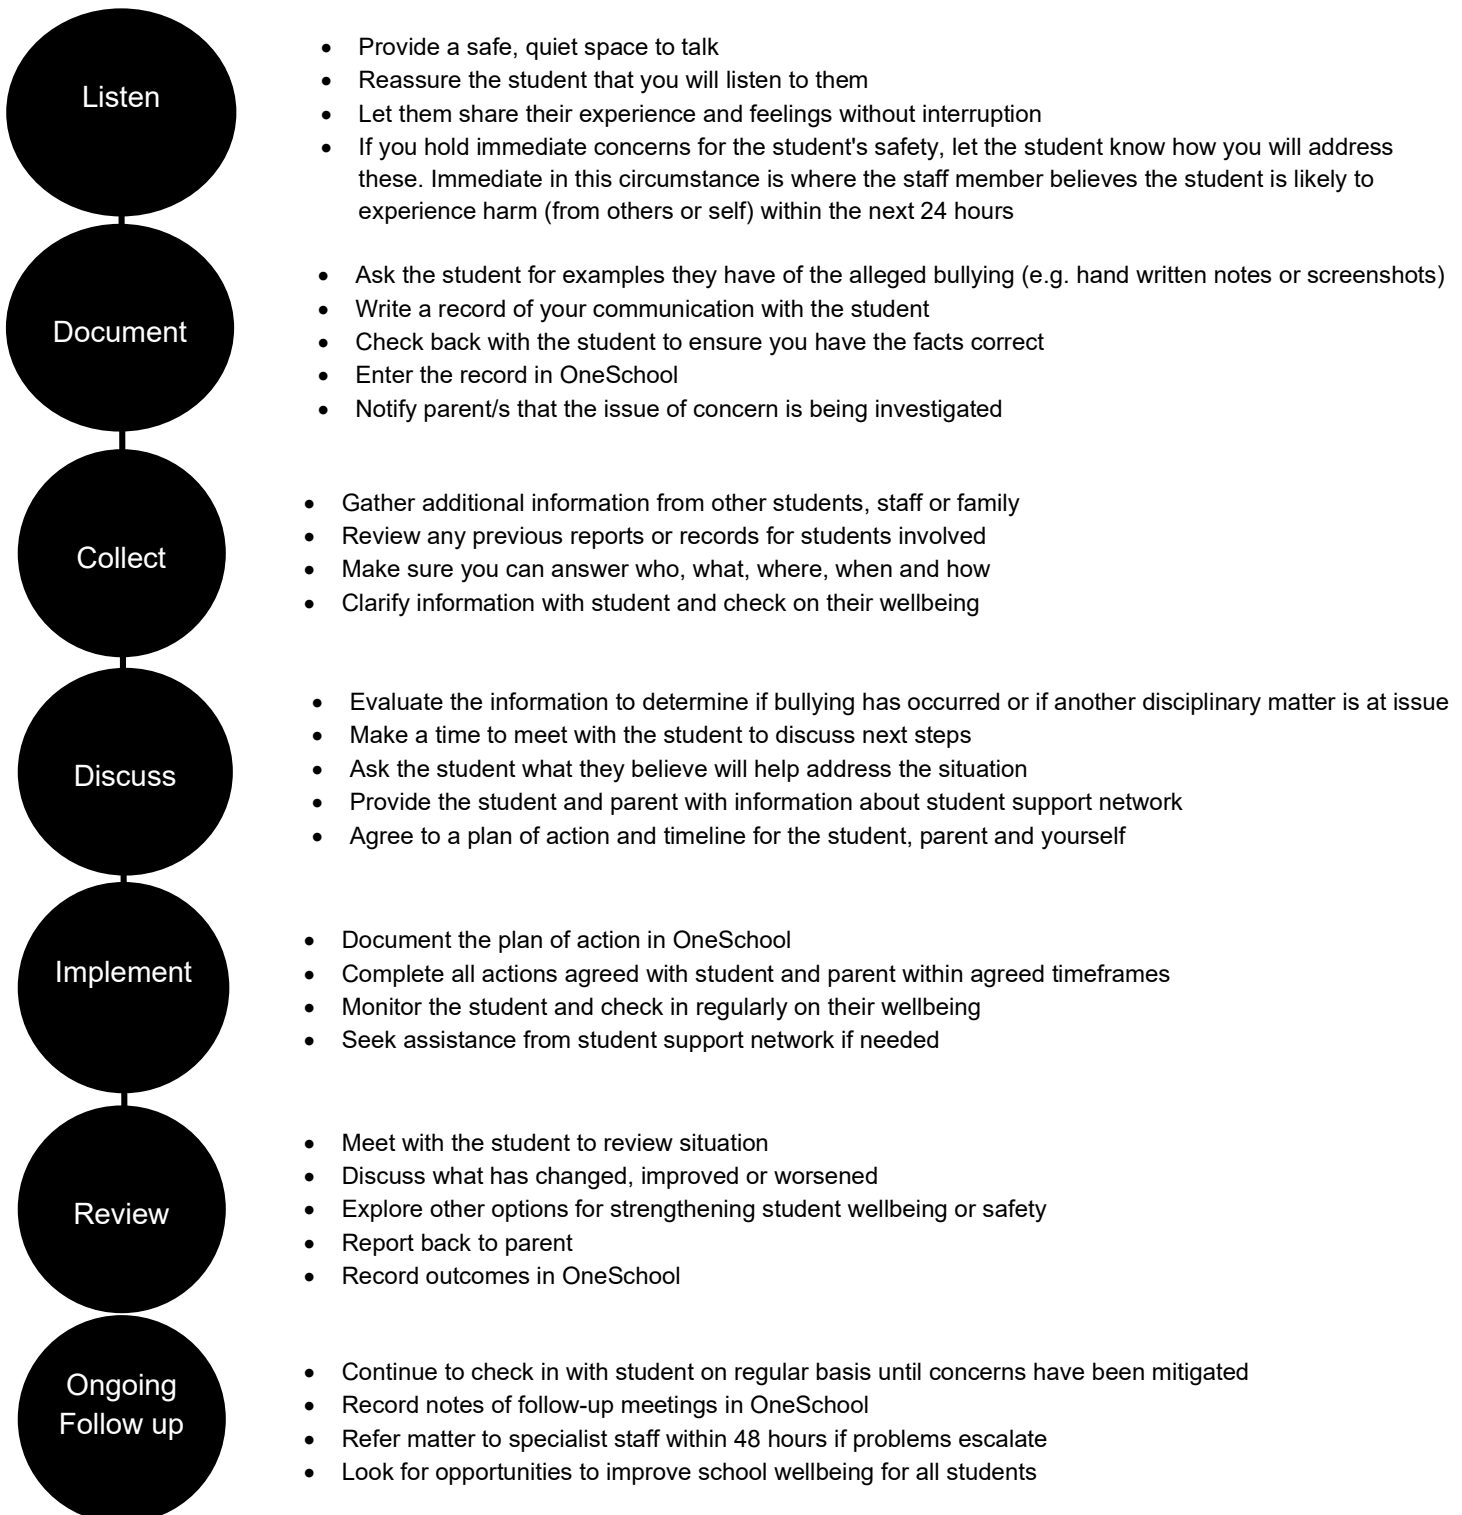 Listen
• Provide a safe, quiet space to talk
• Reassure the student that you will listen to them
• Let them share their experience and feelings without interruption
• If you hold immediate concerns for the student's safety, let the student know how you will address
these. Immediate in this circumstance is where the staff member believes the student is likely to
experience harm (from others or self) within the next 24 hours
Document
• Ask the student for examples they have of the alleged bullying (e.g. hand written notes or screenshots)
• Write a record of your communication with the student
• Check back with the student to ensure you have the facts correct
• Enter the record in OneSchool
• Notify parent/s that the issue of concern is being investigated
Collect
• Gather additional information from other students, staff or family
• Review any previous reports or records for students involved
• Make sure you can answer who, what, where, when and how
• Clarify information with student and check on their wellbeing
Discuss
• Evaluate the information to determine if bullying has occurred or if another disciplinary matter is at issue
• Make a time to meet with the student to discuss next steps
• Ask the student what they believe will help address the situation
• Provide the student and parent with information about student support network
• Agree to a plan of action and timeline for the student, parent and yourself
Implement
• Document the plan of action in OneSchool
• Complete all actions agreed with student and parent within agreed timeframes
• Monitor the student and check in regularly on their wellbeing
• Seek assistance from student support network if needed
Review
• Meet with the student to review situation
• Discuss what has changed, improved or worsened
• Explore other options for strengthening student wellbeing or safety
• Report back to parent
• Record outcomes in OneSchool
Ongoing
Follow up
• Continue to check in with student on regular basis until concerns have been mitigated
• Record notes of follow-up meetings in OneSchool
• Refer matter to specialist staff within 48 hours if problems escalate
• Look for opportunities to improve school wellbeing for all students